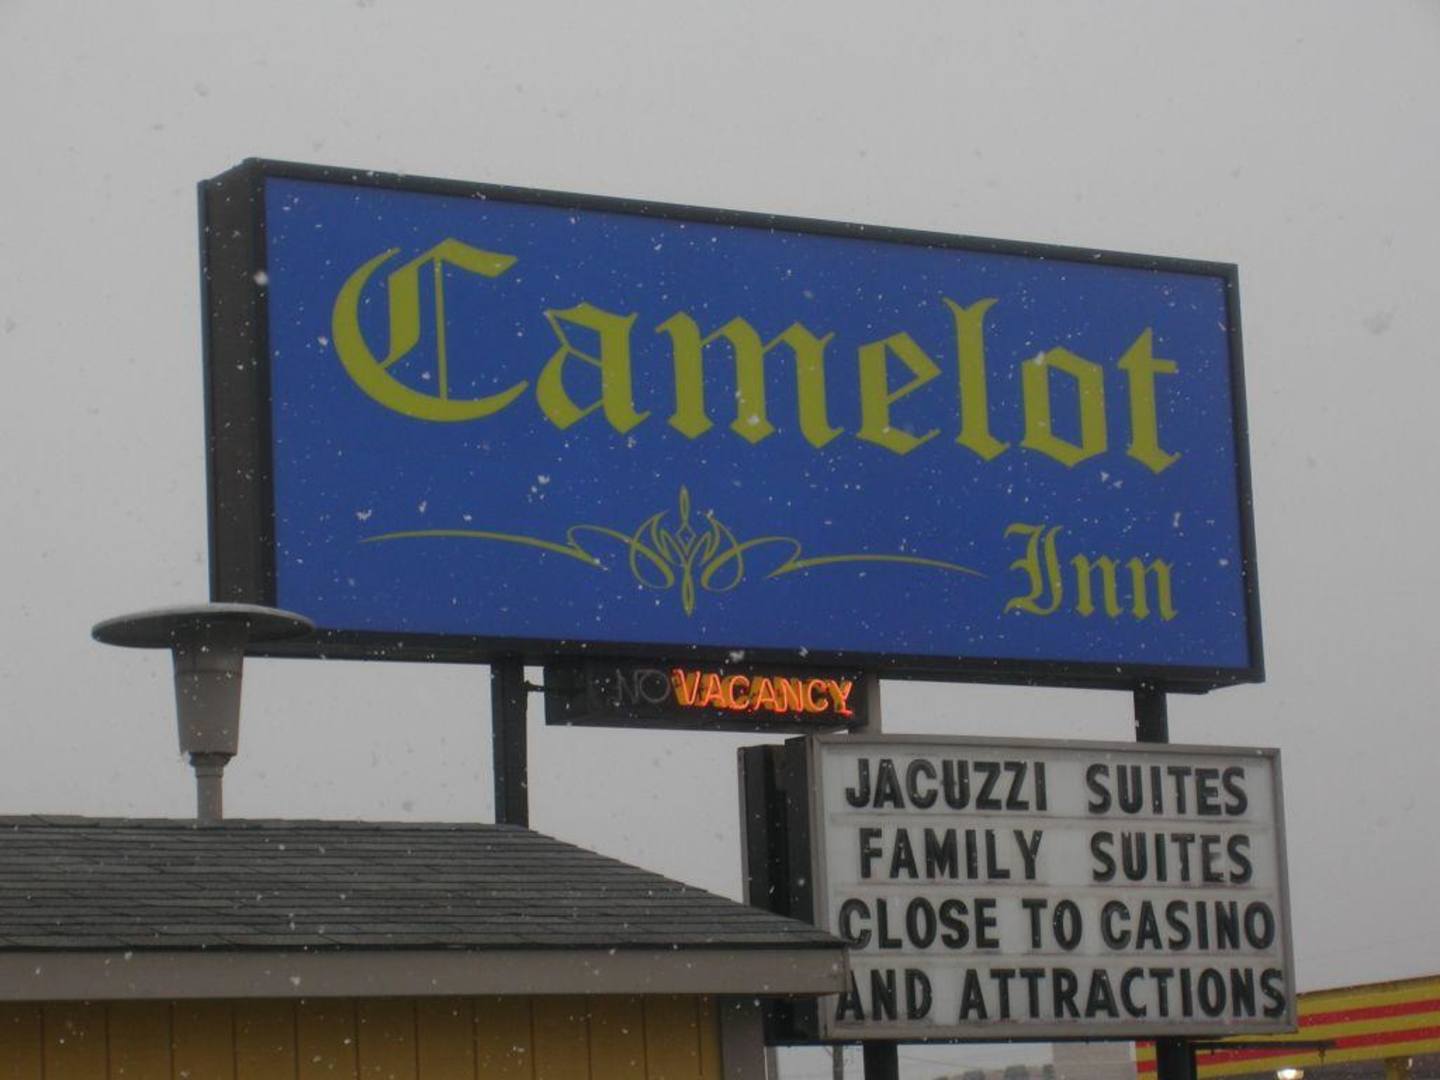 Camelot
Inn
NO VACANCY
JACUZZI SUITES
FAMILY SUITES
CLOSE TO CASINO
AND ATTRACTIONS